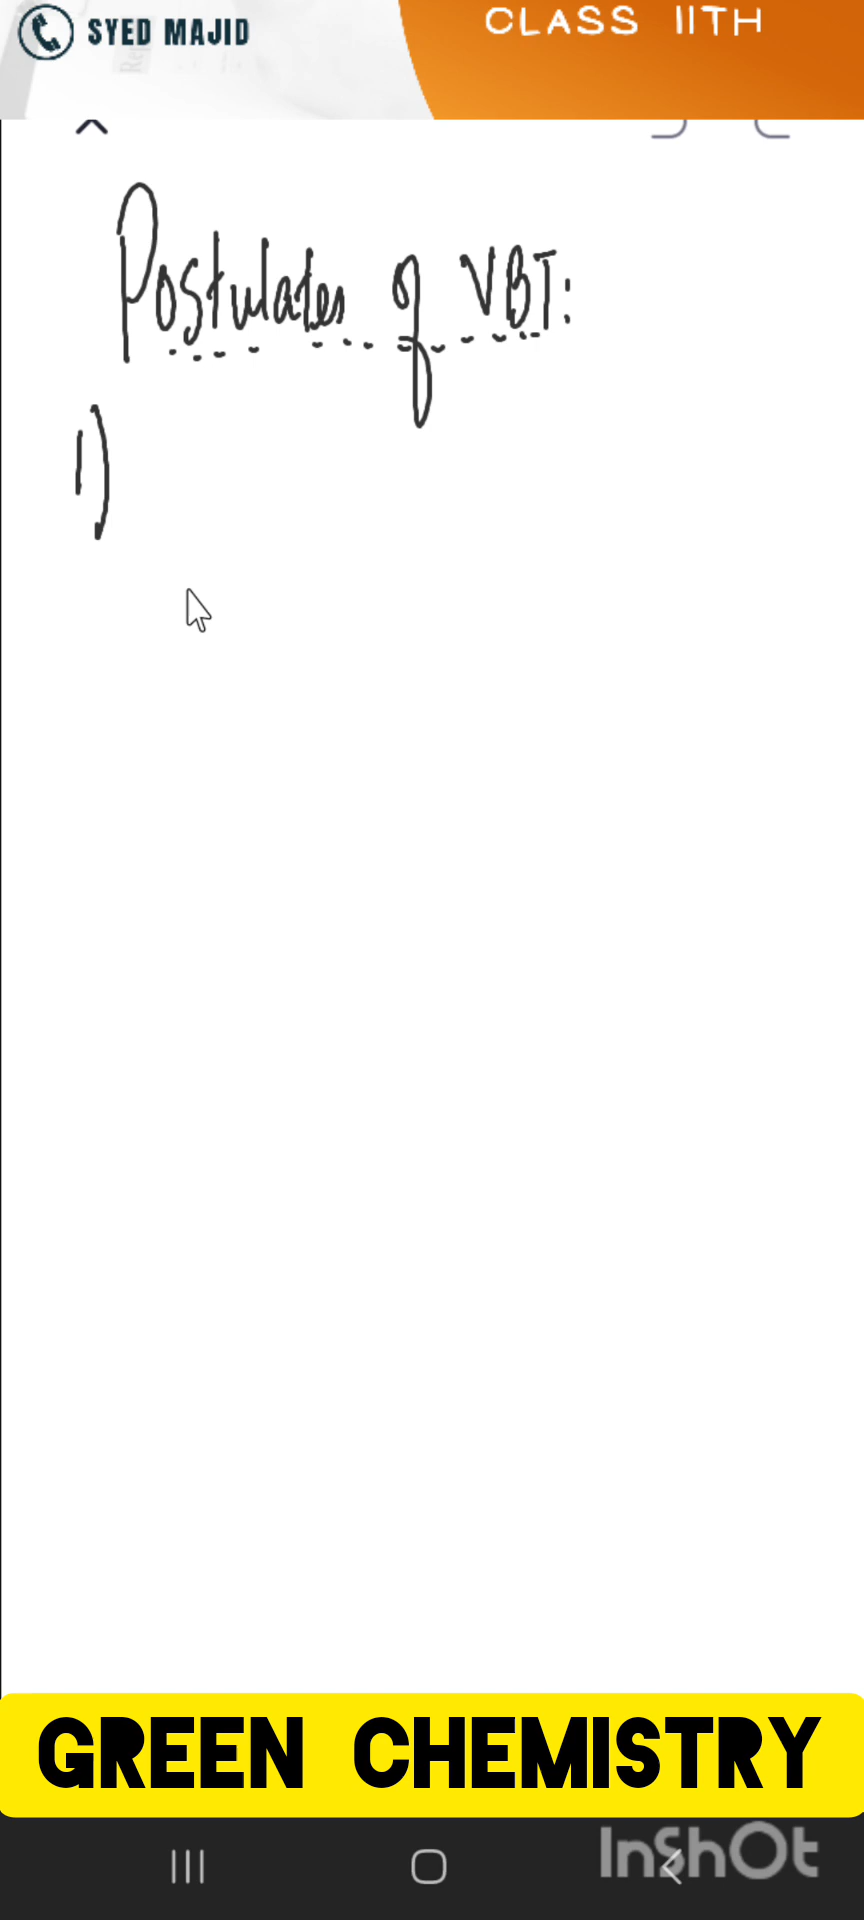 SYED MAJID
CLASS 11TH
Postulates of VBT:
1)
GREEN CHEMISTRY
InShOt